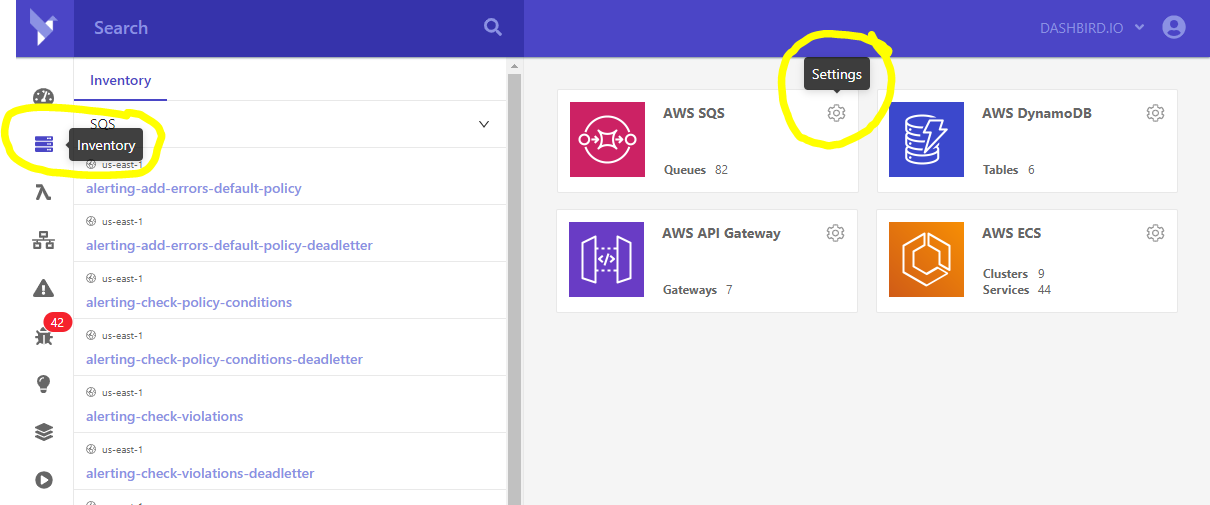 Search
DASHBIRD.IO
Inventory
SQS
Inventory
us-east-1
alerting-add-errors-default-policy
us-east-1
alerting-add-errors-default-policy-deadletter
us-east-1
alerting-check-policy-conditions
42
us-east-1
alerting-check-policy-conditions-deadletter
us-east-1
alerting-check-violations
us-east-1
alerting-check-violations-deadletter
Settings
AWS SQS
Queues 82
AWS DynamoDB
Tables 6
AWS API Gateway
Gateways 7
AWS ECS
Clusters 9
Services 44